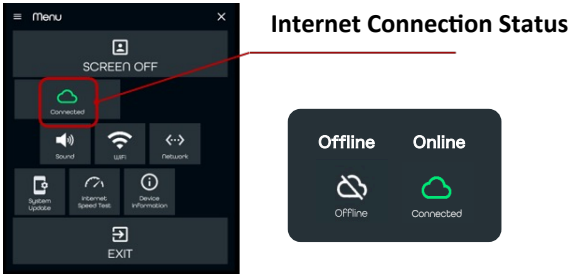 Menu
SCREEN OFF
Connected
Sound WiFi Network
System Update Internet Speed Test Device Information
EXIT
Internet Connection Status
Offline Online
Offline Connected